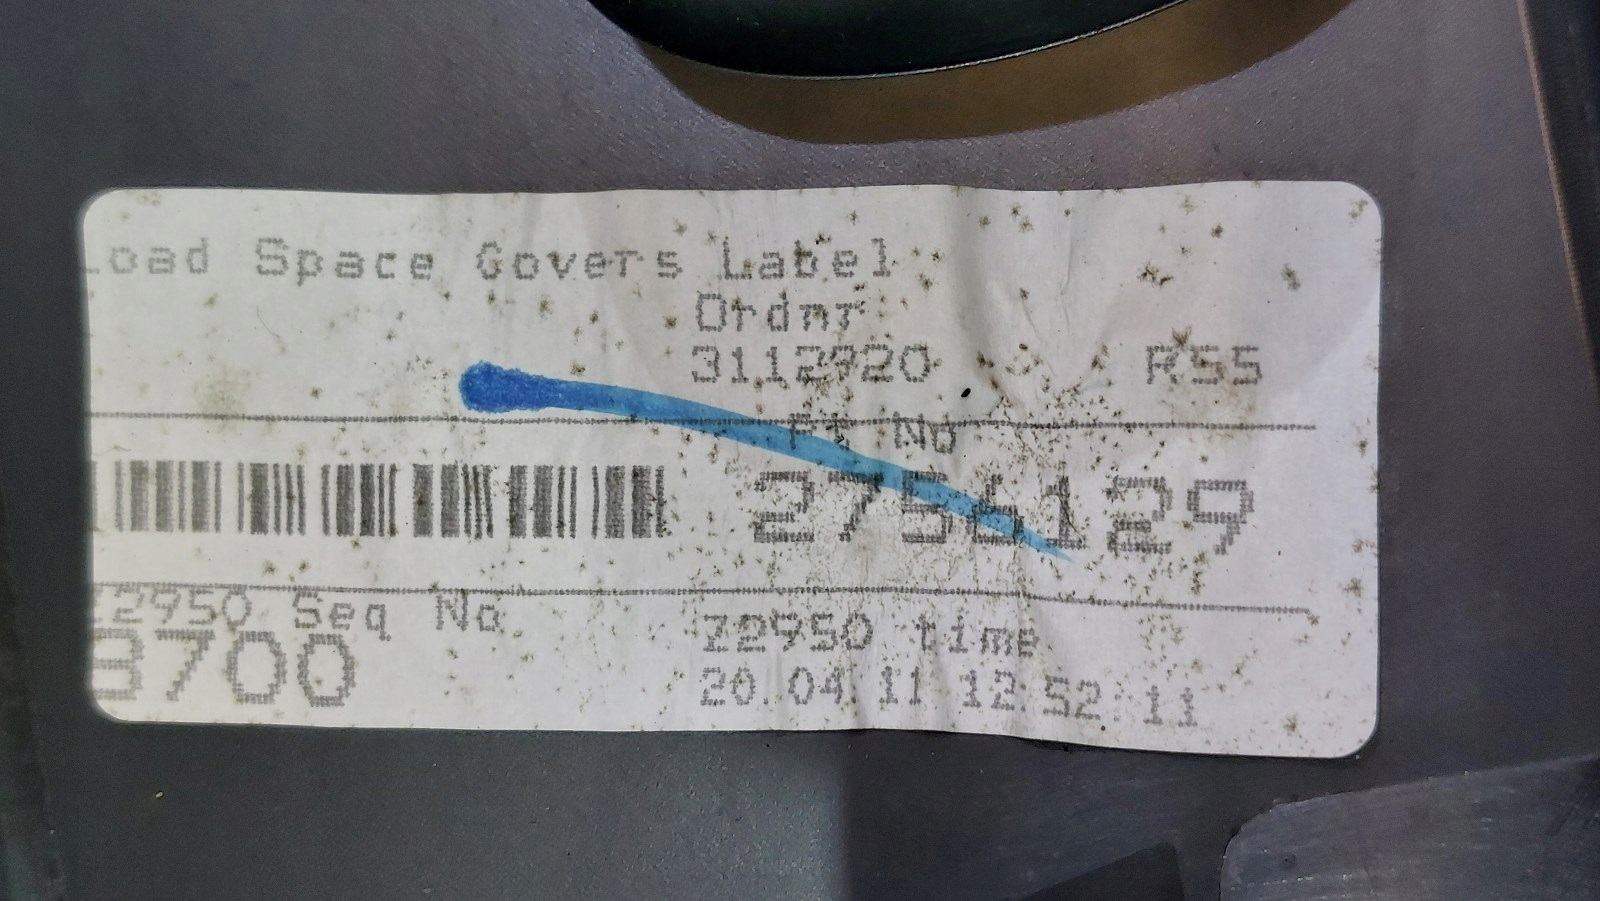 Load Space Covers Label
Ordnr
3112920 R55
Pt No
2756129
Z2950 Seq No
3700
Z2950 time
20.04.11 12:52:11